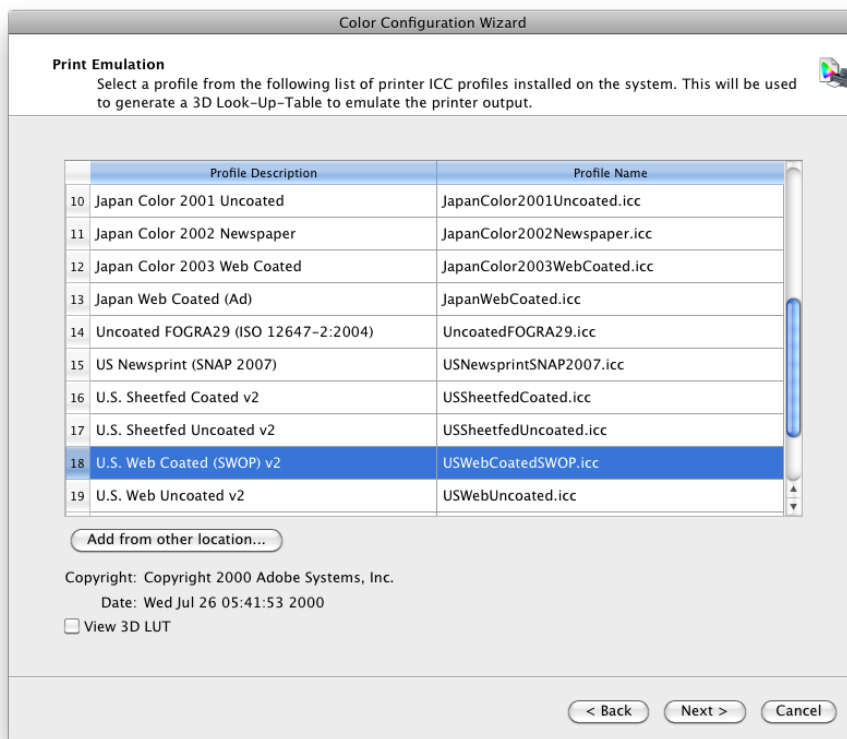 Color Configuration Wizard
Print Emulation
Select a profile from the following list of printer ICC profiles installed on the system. This will be used
to generate a 3D Look-Up-Table to emulate the printer output.
Profile Description Profile Name
10 Japan Color 2001 Uncoated JapanColor2001Uncoated.icc
11 Japan Color 2002 Newspaper JapanColor2002Newspaper.icc
12 Japan Color 2003 Web Coated JapanColor2003WebCoated.icc
13 Japan Web Coated (Ad) JapanWebCoated.icc
14 Uncoated FOGRA29 (ISO 12647-2:2004) UncoatedFOGRA29.icc
15 US Newsprint (SNAP 2007) USNewsprintSNAP2007.icc
16 U.S. Sheetfed Coated v2 USSheetfedCoated.icc
17 U.S. Sheetfed Uncoated v2 USSheetfedUncoated.icc
18 U.S. Web Coated (SWOP) v2 USWebCoatedSWOP.icc
19 U.S. Web Uncoated v2 USWebUncoated.icc
Add from other location...
Copyright: Copyright 2000 Adobe Systems, Inc.
Date: Wed Jul 26 05:41:53 2000
View 3D LUT
< Back Next > Cancel